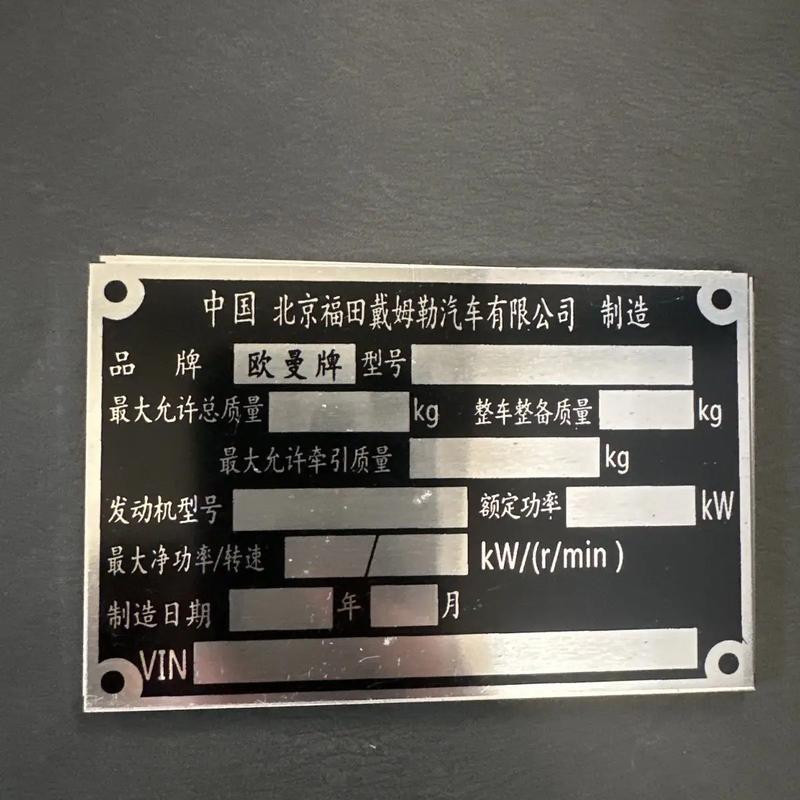 中国 北京福田戴姆勒汽车有限公司 制造
品 牌 欧曼牌 型号
最大允许总质量 kg 整车整备质量 kg
最大允许牵引质量 kg
发动机型号 额定功率 kW
最大净功率/转速 / kW/(r/min)
制造日期 年 月
VIN